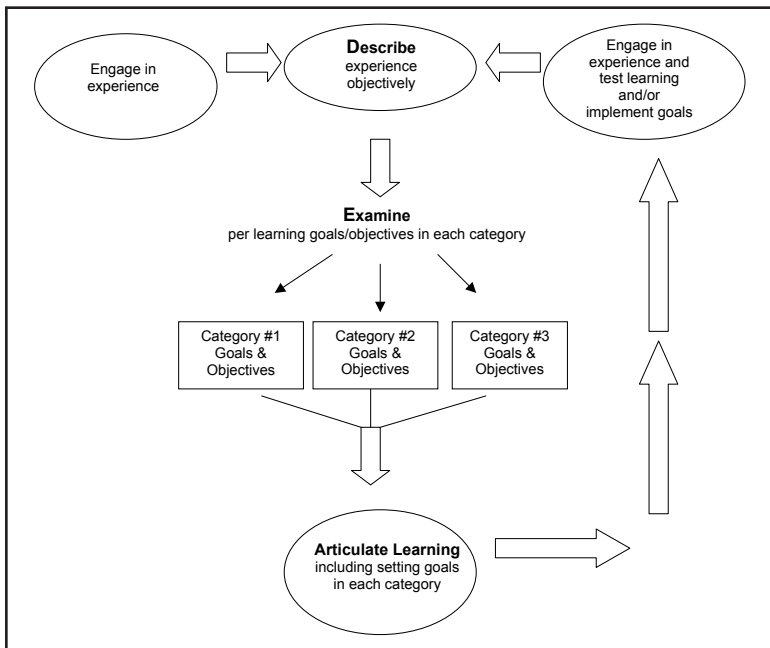 Engage in
experience
Describe
experience
objectively
Engage in
experience and
test learning
and/or
implement goals
Examine
per learning goals/objectives in each category
Category #1
Goals &
Objectives
Category #2
Goals &
Objectives
Category #3
Goals &
Objectives
Articulate Learning
including setting goals
in each category